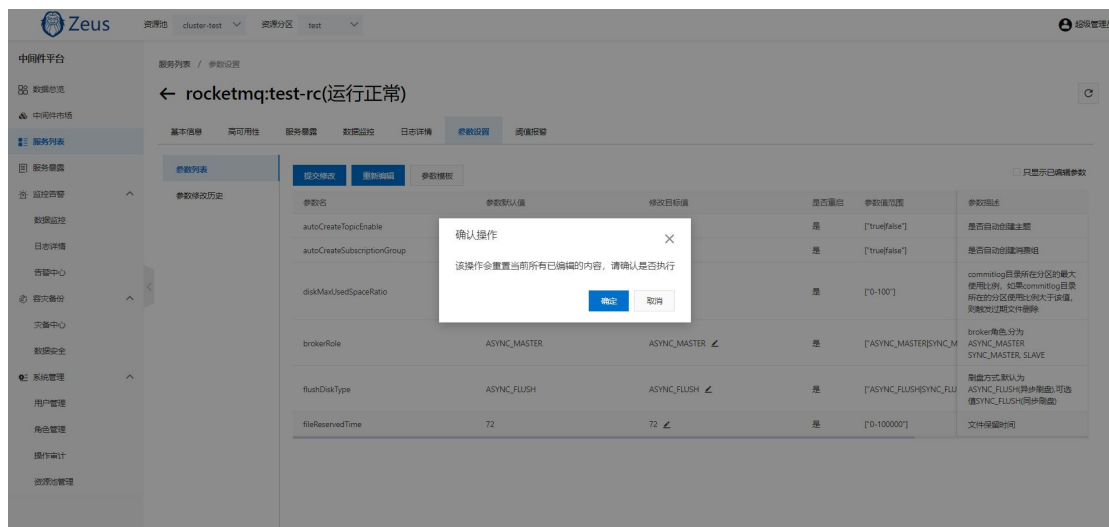 Zeus
资源池 cluster-test 资源分区 test
超级管理
中间件平台
数据总览
中间件市场
服务列表
服务暴露
监控告警
数据监控
日志详情
告警中心
容灾备份
灾备中心
数据安全
系统管理
用户管理
角色管理
操作审计
资源池管理
服务列表 / 参数设置
← rocketmq:test-rc(运行正常)
基本信息 高可用性 服务暴露 数据监控 日志详情 参数设置 阈值报警
参数列表
参数修改历史
提交修改 重新编辑 参数模板
只显示已编辑参数
参数名 参数默认值 修改目标值 是否重启 参数值范围 参数描述
autoCreateTopicEnable 是 ["true|false"] 是否自动创建主题
autoCreateSubscriptionGroup 是 ["true|false"] 是否自动创建消费组
diskMaxUsedSpaceRatio 是 ["0-100"] commitlog目录所在分区的最大
使用比例，如果commitlog目录
所在的分区使用比例大于该值，
则触发过期文件删除
brokerRole ASYNC_MASTER ASYNC_MASTER 是 ["ASYNC_MASTER|SYNC_M broker角色,分为
ASYNC_MASTER
SYNC_MASTER, SLAVE
flushDiskType ASYNC_FLUSH ASYNC_FLUSH 是 ["ASYNC_FLUSH|SYNC_FLU 刷盘方式,默认为
ASYNC_FLUSH(异步刷盘),可选
值SYNC_FLUSH(同步刷盘)
fileReservedTime 72 72 是 ["0-100000"] 文件保留时间
确认操作
该操作会重置当前所有已编辑的内容，请确认是否执行
确定 取消